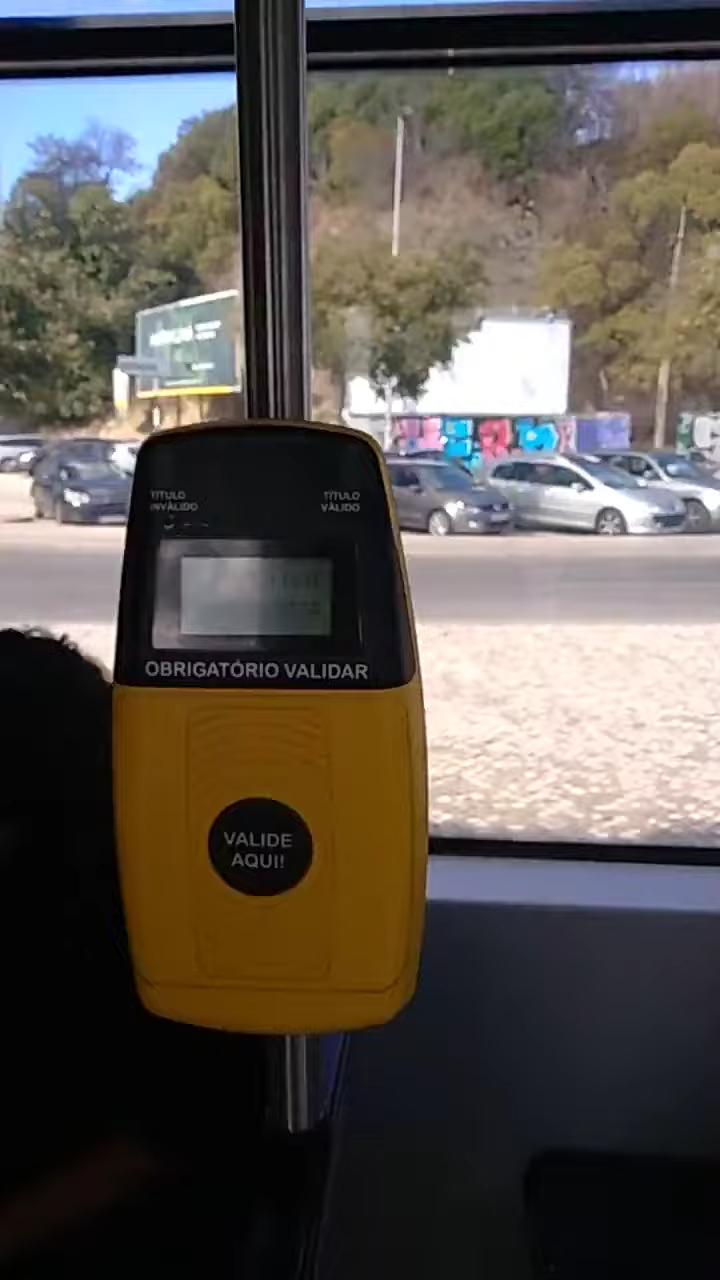 TÍTULO
INVÁLIDO
TÍTULO
VÁLIDO
OBRIGATÓRIO VALIDAR
VALIDE
AQUI!